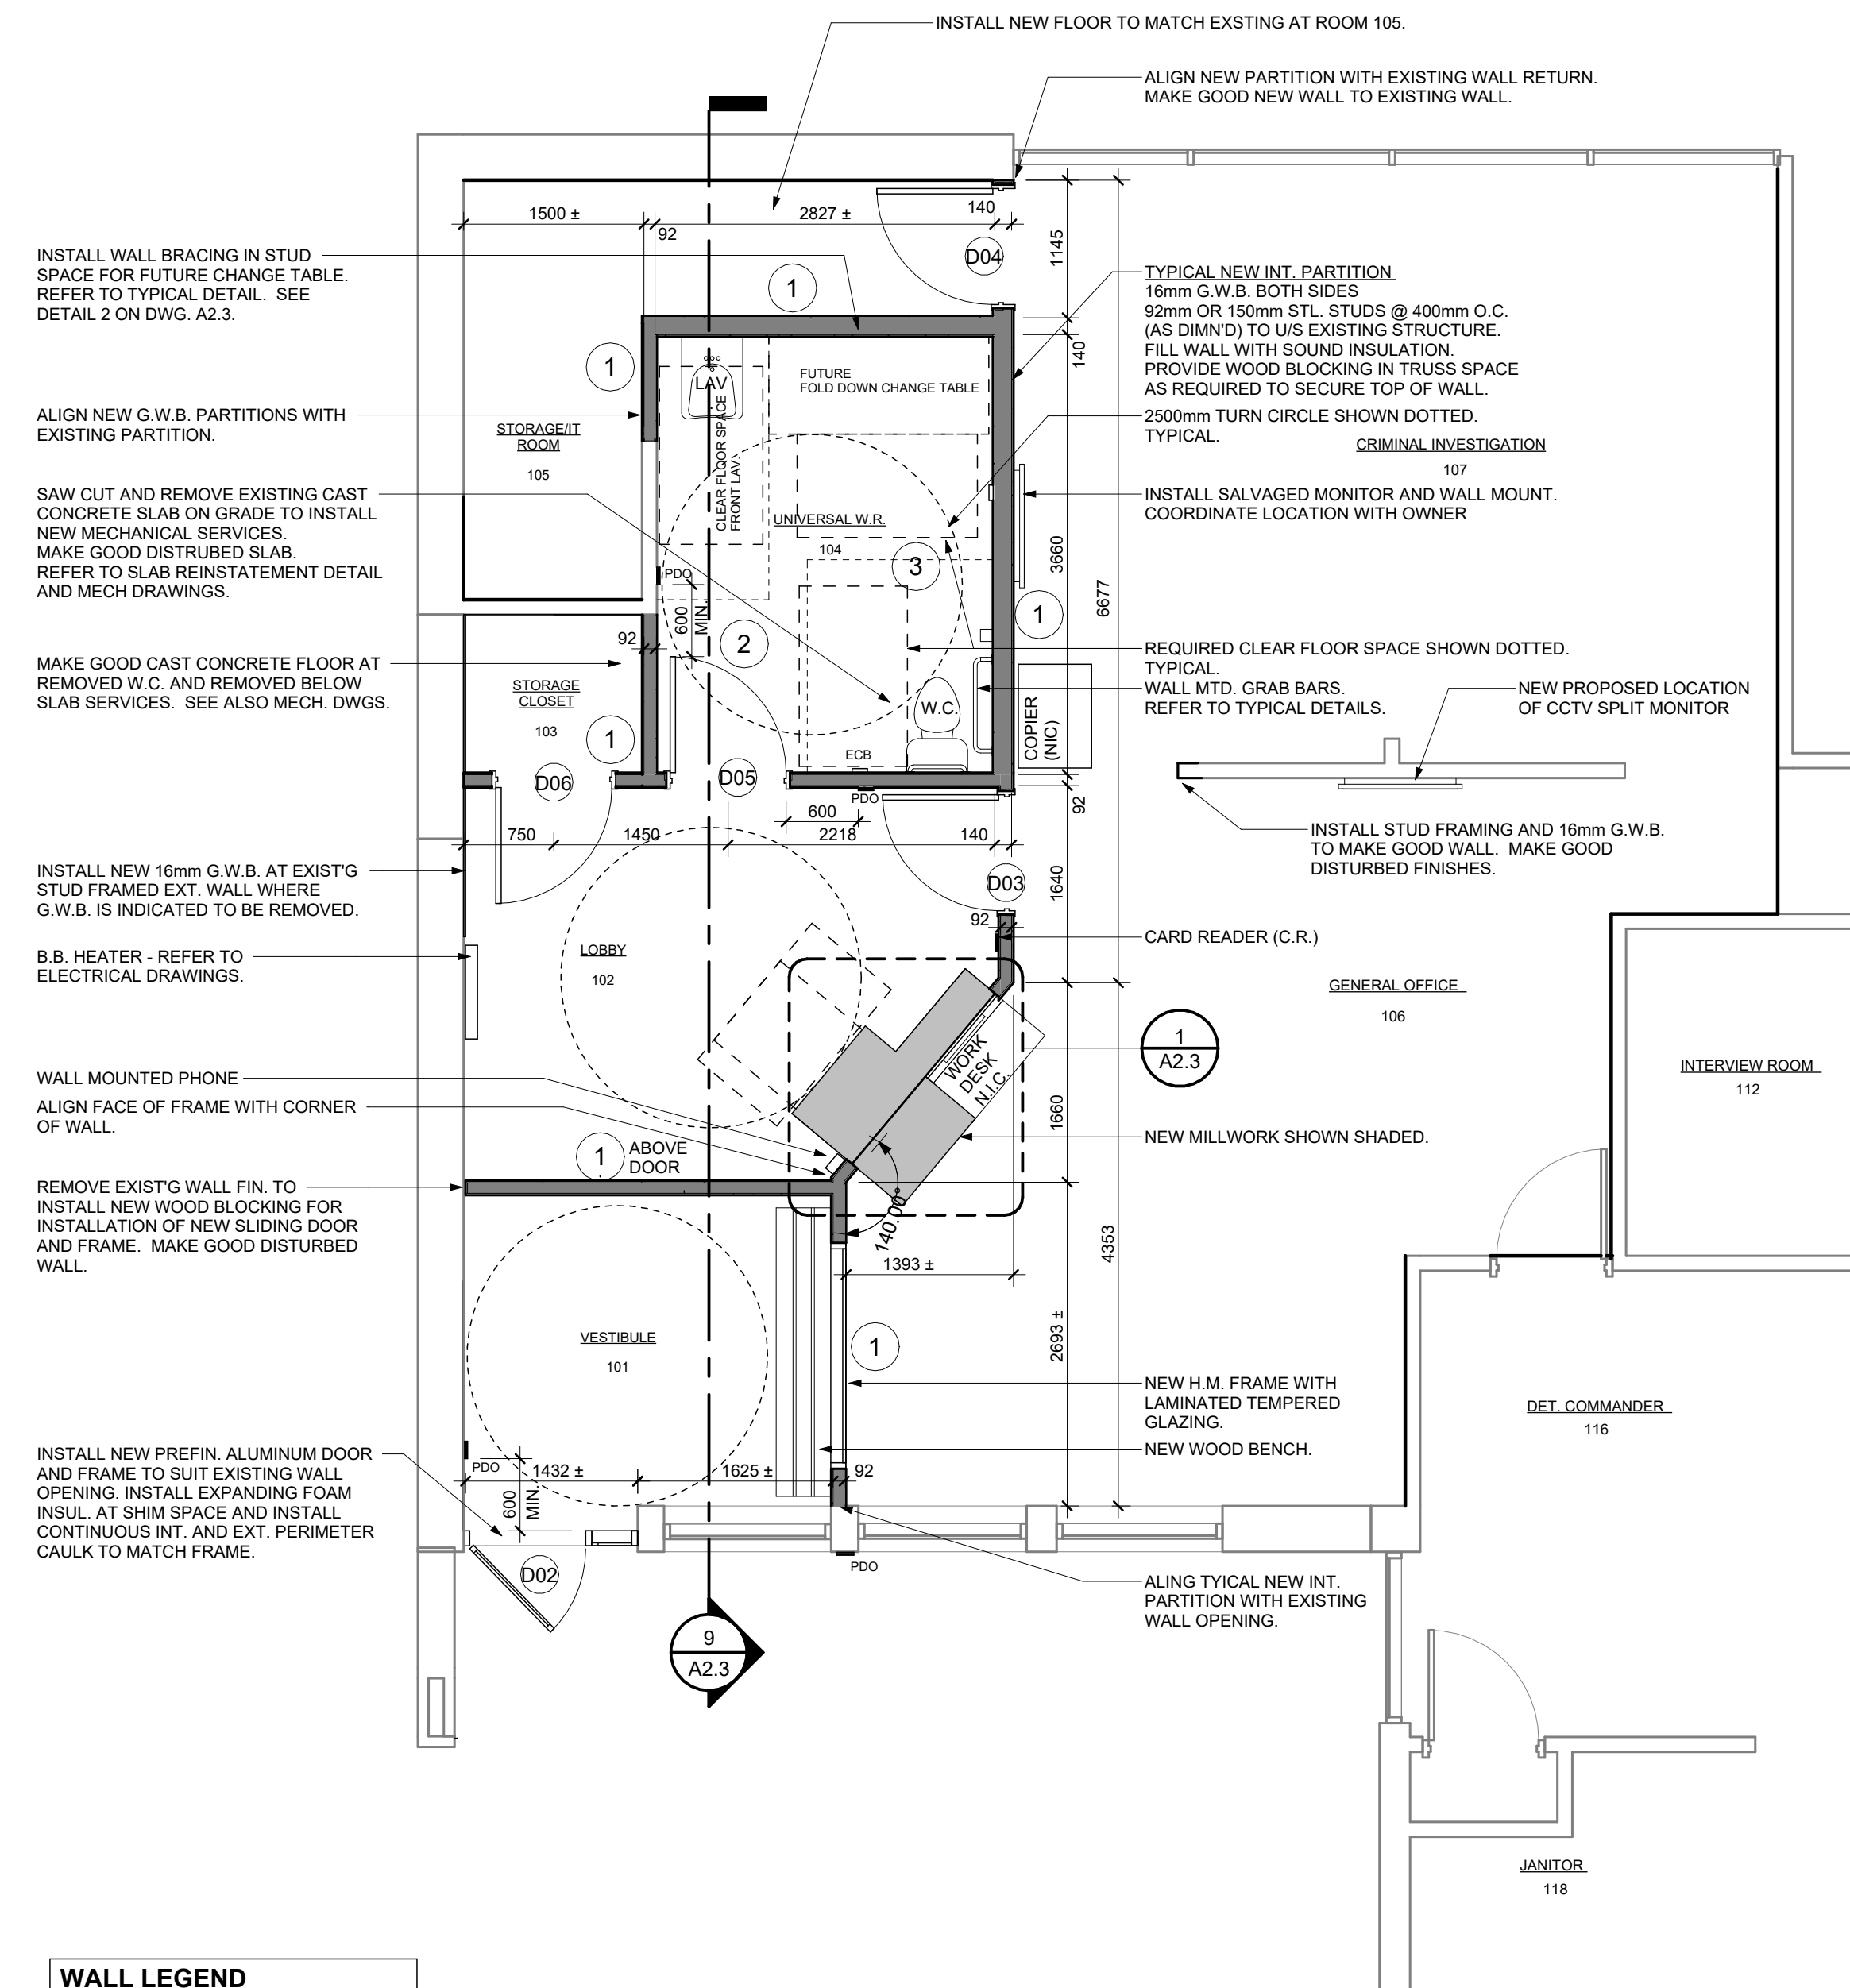 INSTALL NEW FLOOR TO MATCH EXSTING AT ROOM 105.
ALIGN NEW PARTITION WITH EXISTING WALL RETURN.
MAKE GOOD NEW WALL TO EXISTING WALL.
1500 ±
92
2827 ±
140
D04
1145
INSTALL WALL BRACING IN STUD
SPACE FOR FUTURE CHANGE TABLE.
REFER TO TYPICAL DETAIL. SEE
DETAIL 2 ON DWG. A2.3.
1
1
140
TYPICAL NEW INT. PARTITION
16mm G.W.B. BOTH SIDES
92mm OR 150mm STL. STUDS @ 400mm O.C.
(AS DIMN'D) TO U/S EXISTING STRUCTURE.
FILL WALL WITH SOUND INSULATION.
PROVIDE WOOD BLOCKING IN TRUSS SPACE
AS REQUIRED TO SECURE TOP OF WALL.
2500mm TURN CIRCLE SHOWN DOTTED.
TYPICAL.
LAV
FUTURE
FOLD DOWN CHANGE TABLE
CLEAR FLOOR SPACE
FRONT LAV.
ALIGN NEW G.W.B. PARTITIONS WITH
EXISTING PARTITION.
STORAGE/IT
ROOM
105
CRIMINAL INVESTIGATION
107
SAW CUT AND REMOVE EXISTING CAST
CONCRETE SLAB ON GRADE TO INSTALL
NEW MECHANICAL SERVICES.
MAKE GOOD DISTRUBED SLAB.
REFER TO SLAB REINSTATEMENT DETAIL
AND MECH DRAWINGS.
INSTALL SALVAGED MONITOR AND WALL MOUNT.
COORDINATE LOCATION WITH OWNER
UNIVERSAL W.R.
104
3
PDO
600
MIN.
2
92
3660
6677
1
REQUIRED CLEAR FLOOR SPACE SHOWN DOTTED.
TYPICAL.
WALL MTD. GRAB BARS.
REFER TO TYPICAL DETAILS.
NEW PROPOSED LOCATION
OF CCTV SPLIT MONITOR
MAKE GOOD CAST CONCRETE FLOOR AT
REMOVED W.C. AND REMOVED BELOW
SLAB SERVICES. SEE ALSO MECH. DWGS.
STORAGE
CLOSET
103
1
W.C.
COPIER
(NIC)
ECB
D06
D05
PDO
92
600
750
1450
2218
140
INSTALL STUD FRAMING AND 16mm G.W.B.
TO MAKE GOOD WALL. MAKE GOOD
DISTURBED FINISHES.
INSTALL NEW 16mm G.W.B. AT EXIST'G
STUD FRAMED EXT. WALL WHERE
G.W.B. IS INDICATED TO BE REMOVED.
D03
1640
92
CARD READER (C.R.)
B.B. HEATER - REFER TO
ELECTRICAL DRAWINGS.
LOBBY
102
GENERAL OFFICE
106
1
A2.3
WORK
DESK
N.I.C.
INTERVIEW ROOM
112
WALL MOUNTED PHONE
ALIGN FACE OF FRAME WITH CORNER
OF WALL.
1660
NEW MILLWORK SHOWN SHADED.
1
ABOVE
DOOR
REMOVE EXIST'G WALL FIN. TO
INSTALL NEW WOOD BLOCKING FOR
INSTALLATION OF NEW SLIDING DOOR
AND FRAME. MAKE GOOD DISTURBED
WALL.
140.00
1393 ±
4353
VESTIBULE
101
1
2693 ±
NEW H.M. FRAME WITH
LAMINATED TEMPERED
GLAZING.
NEW WOOD BENCH.
DET. COMMANDER
116
INSTALL NEW PREFIN. ALUMINUM DOOR
AND FRAME TO SUIT EXISTING WALL
OPENING. INSTALL EXPANDING FOAM
INSUL. AT SHIM SPACE AND INSTALL
CONTINUOUS INT. AND EXT. PERIMETER
CAULK TO MATCH FRAME.
PDO
1432 ±
1625 ±
92
600
MIN.
D02
PDO
ALING TYICAL NEW INT.
PARTITION WITH EXISTING
WALL OPENING.
9
A2.3
JANITOR
118
WALL LEGEND